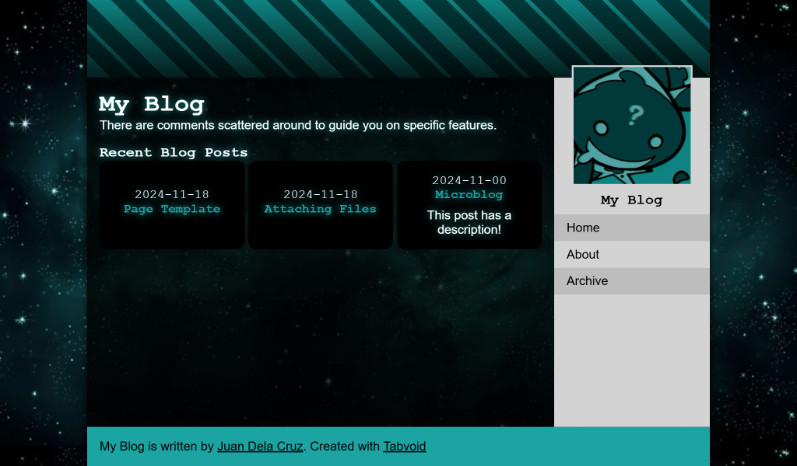 My Blog
There are comments scattered around to guide you on specific features.
Recent Blog Posts
2024-11-18
Page Template
2024-11-18
Attaching Files
2024-11-00
Microblog
This post has a
description!
?
My Blog
Home
About
Archive
My Blog is written by Juan Dela Cruz. Created with Tabvoid